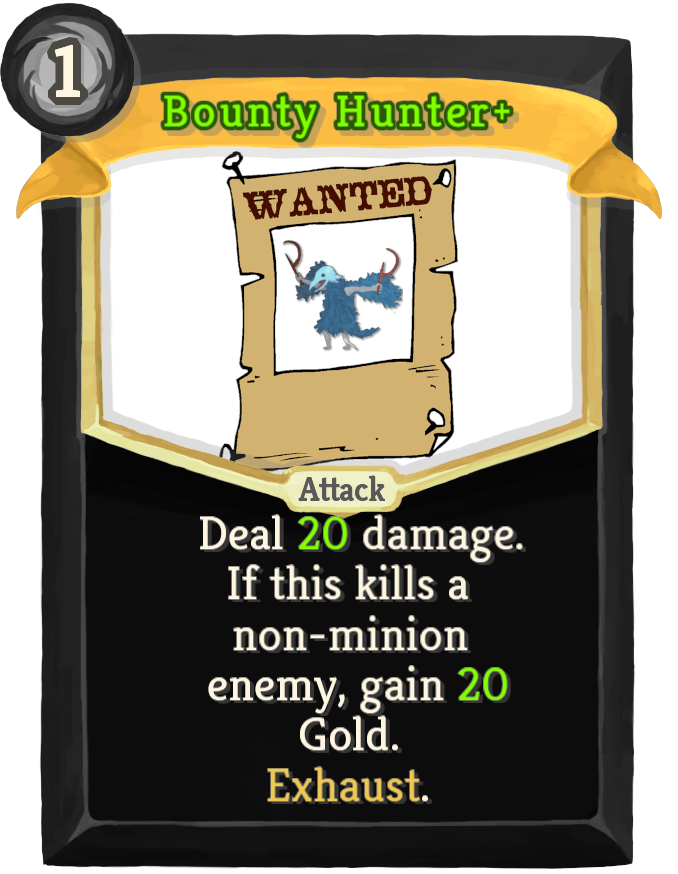 1
Bounty Hunter+
WANTED
Attack
Deal 20 damage.
If this kills a
non-minion
enemy, gain 20
Gold.
Exhaust.